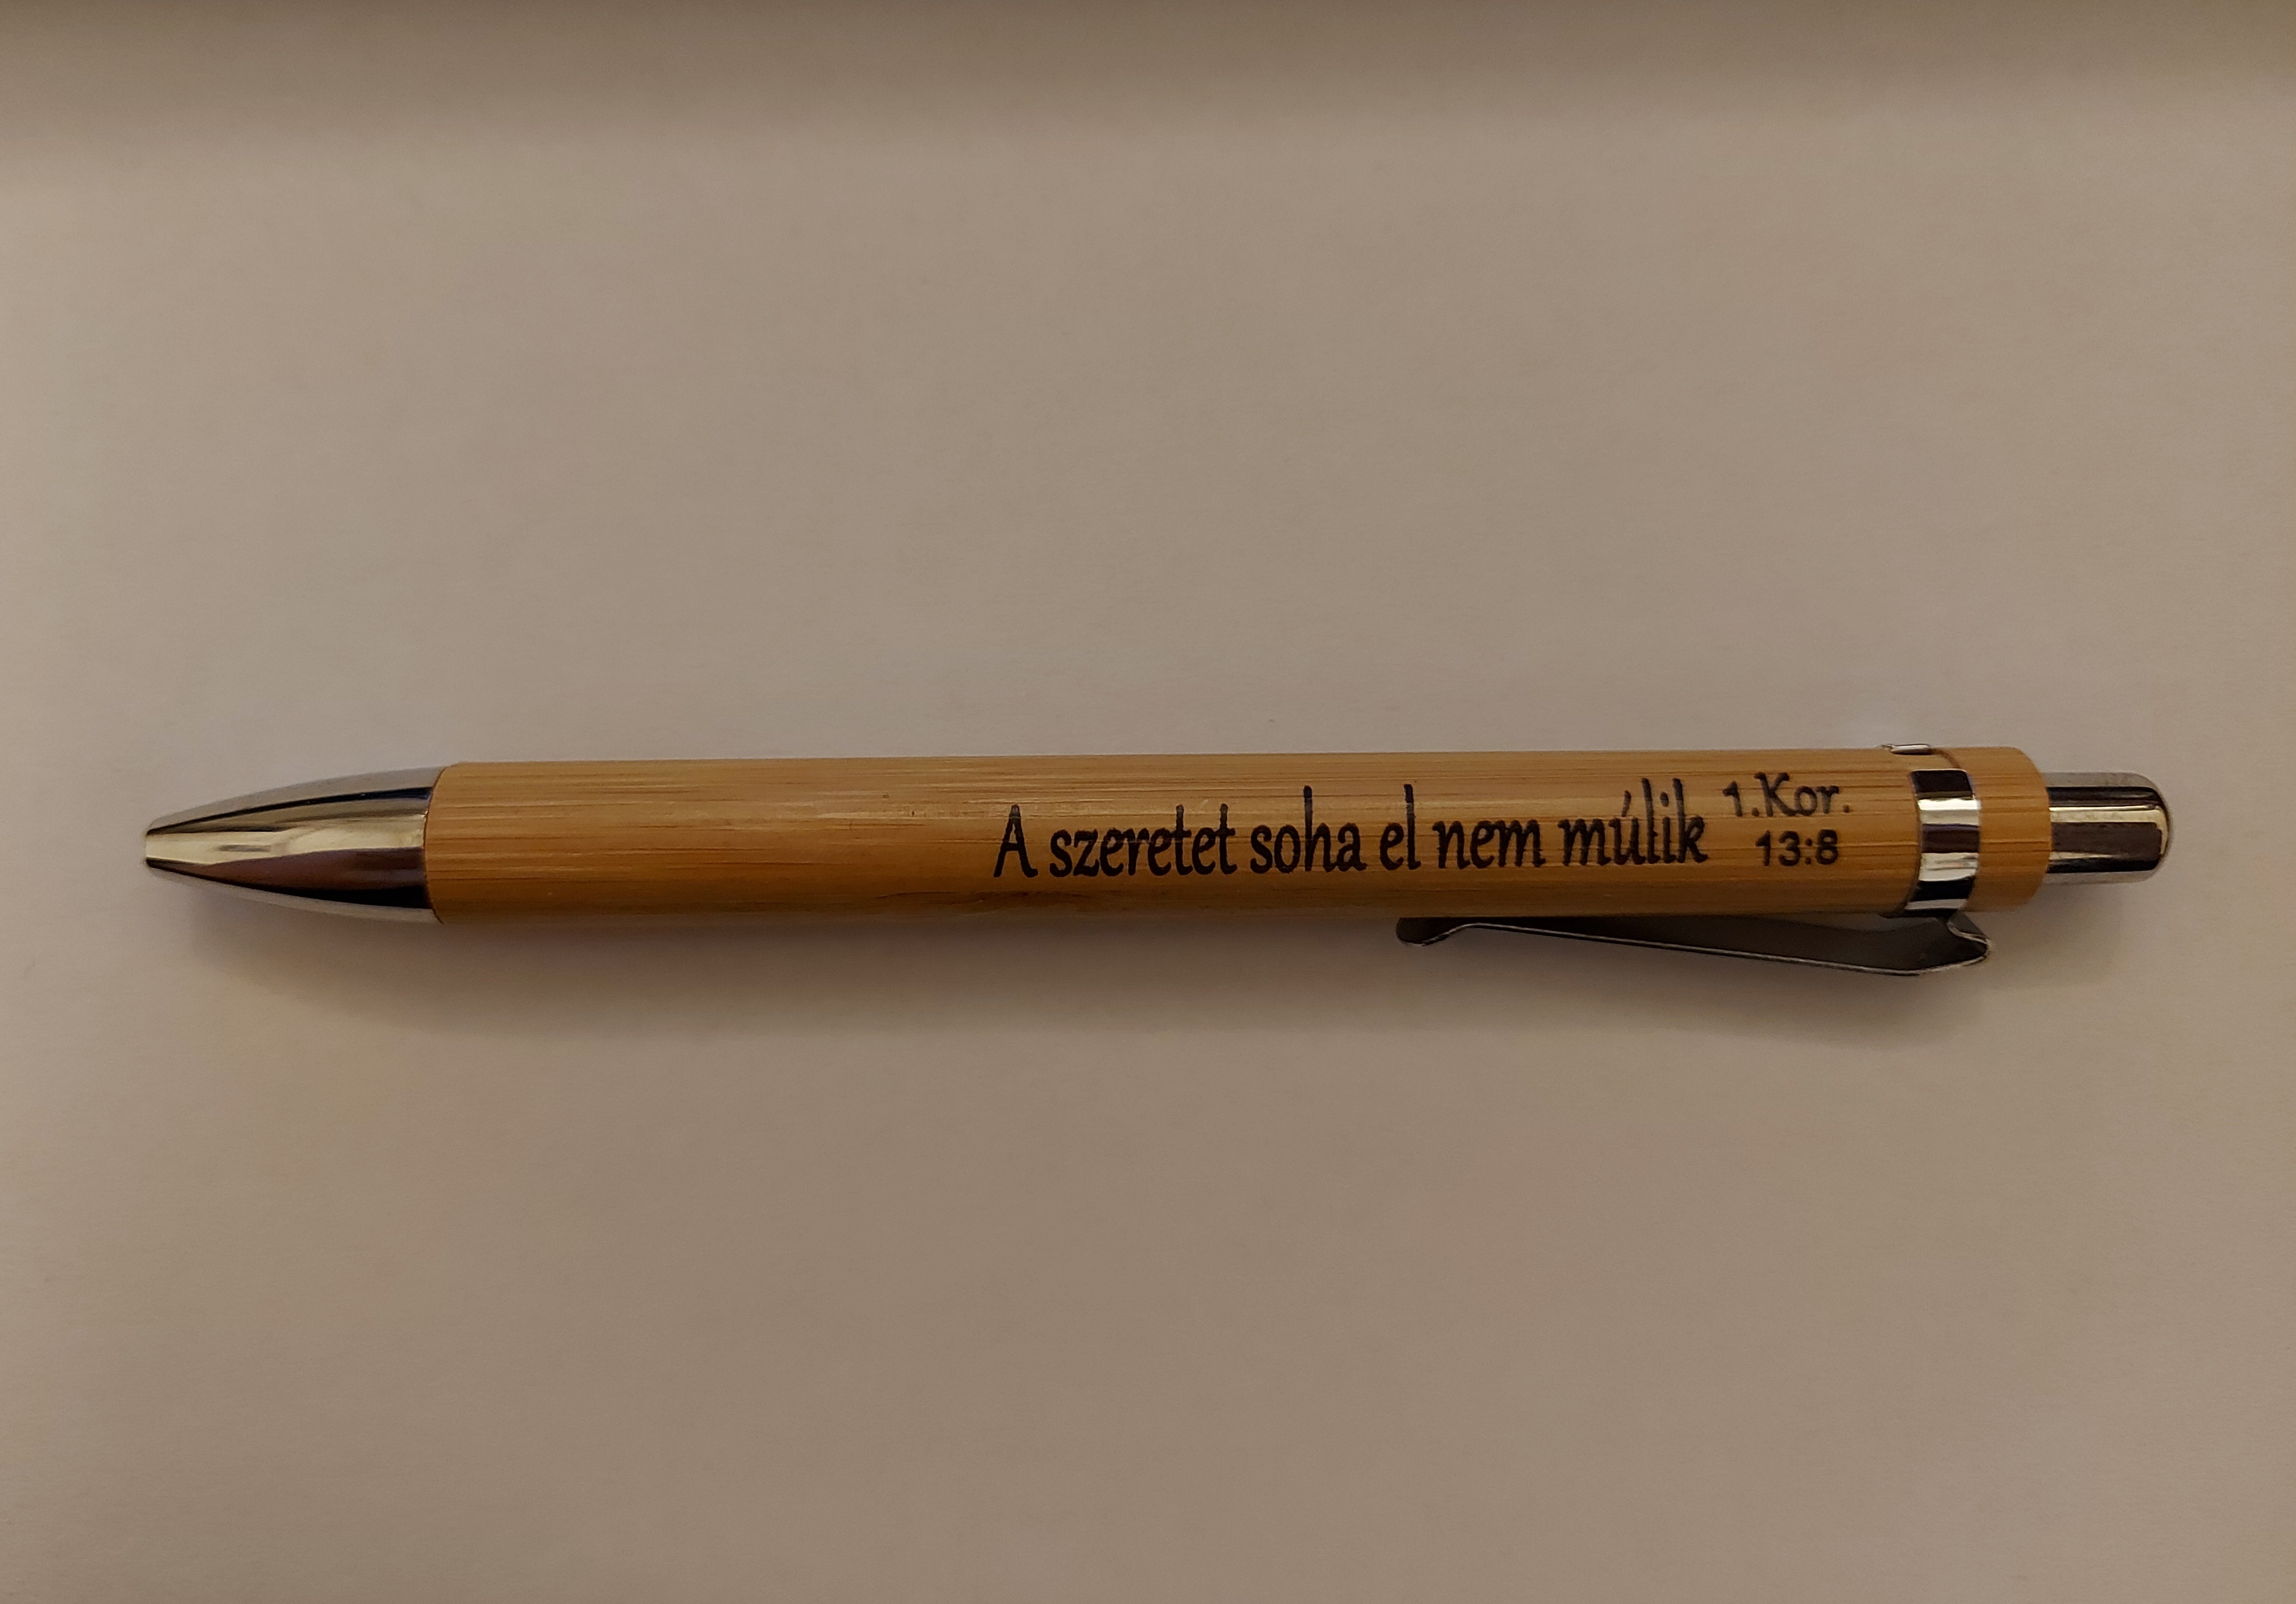 A szeretet soha el nem múlik
1.Kor.
13:8